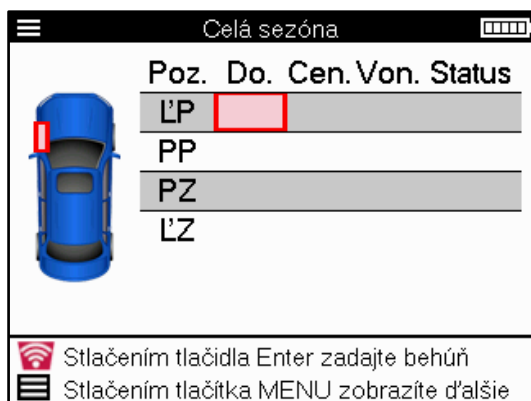 Celá sezóna
Poz. Do. Cen. Von. Status
ĽP
PP
PZ
ĽZ
Stlačením tlačidla Enter zadajte behúň
Stlačením tlačítka MENU zobrazíte ďalšie